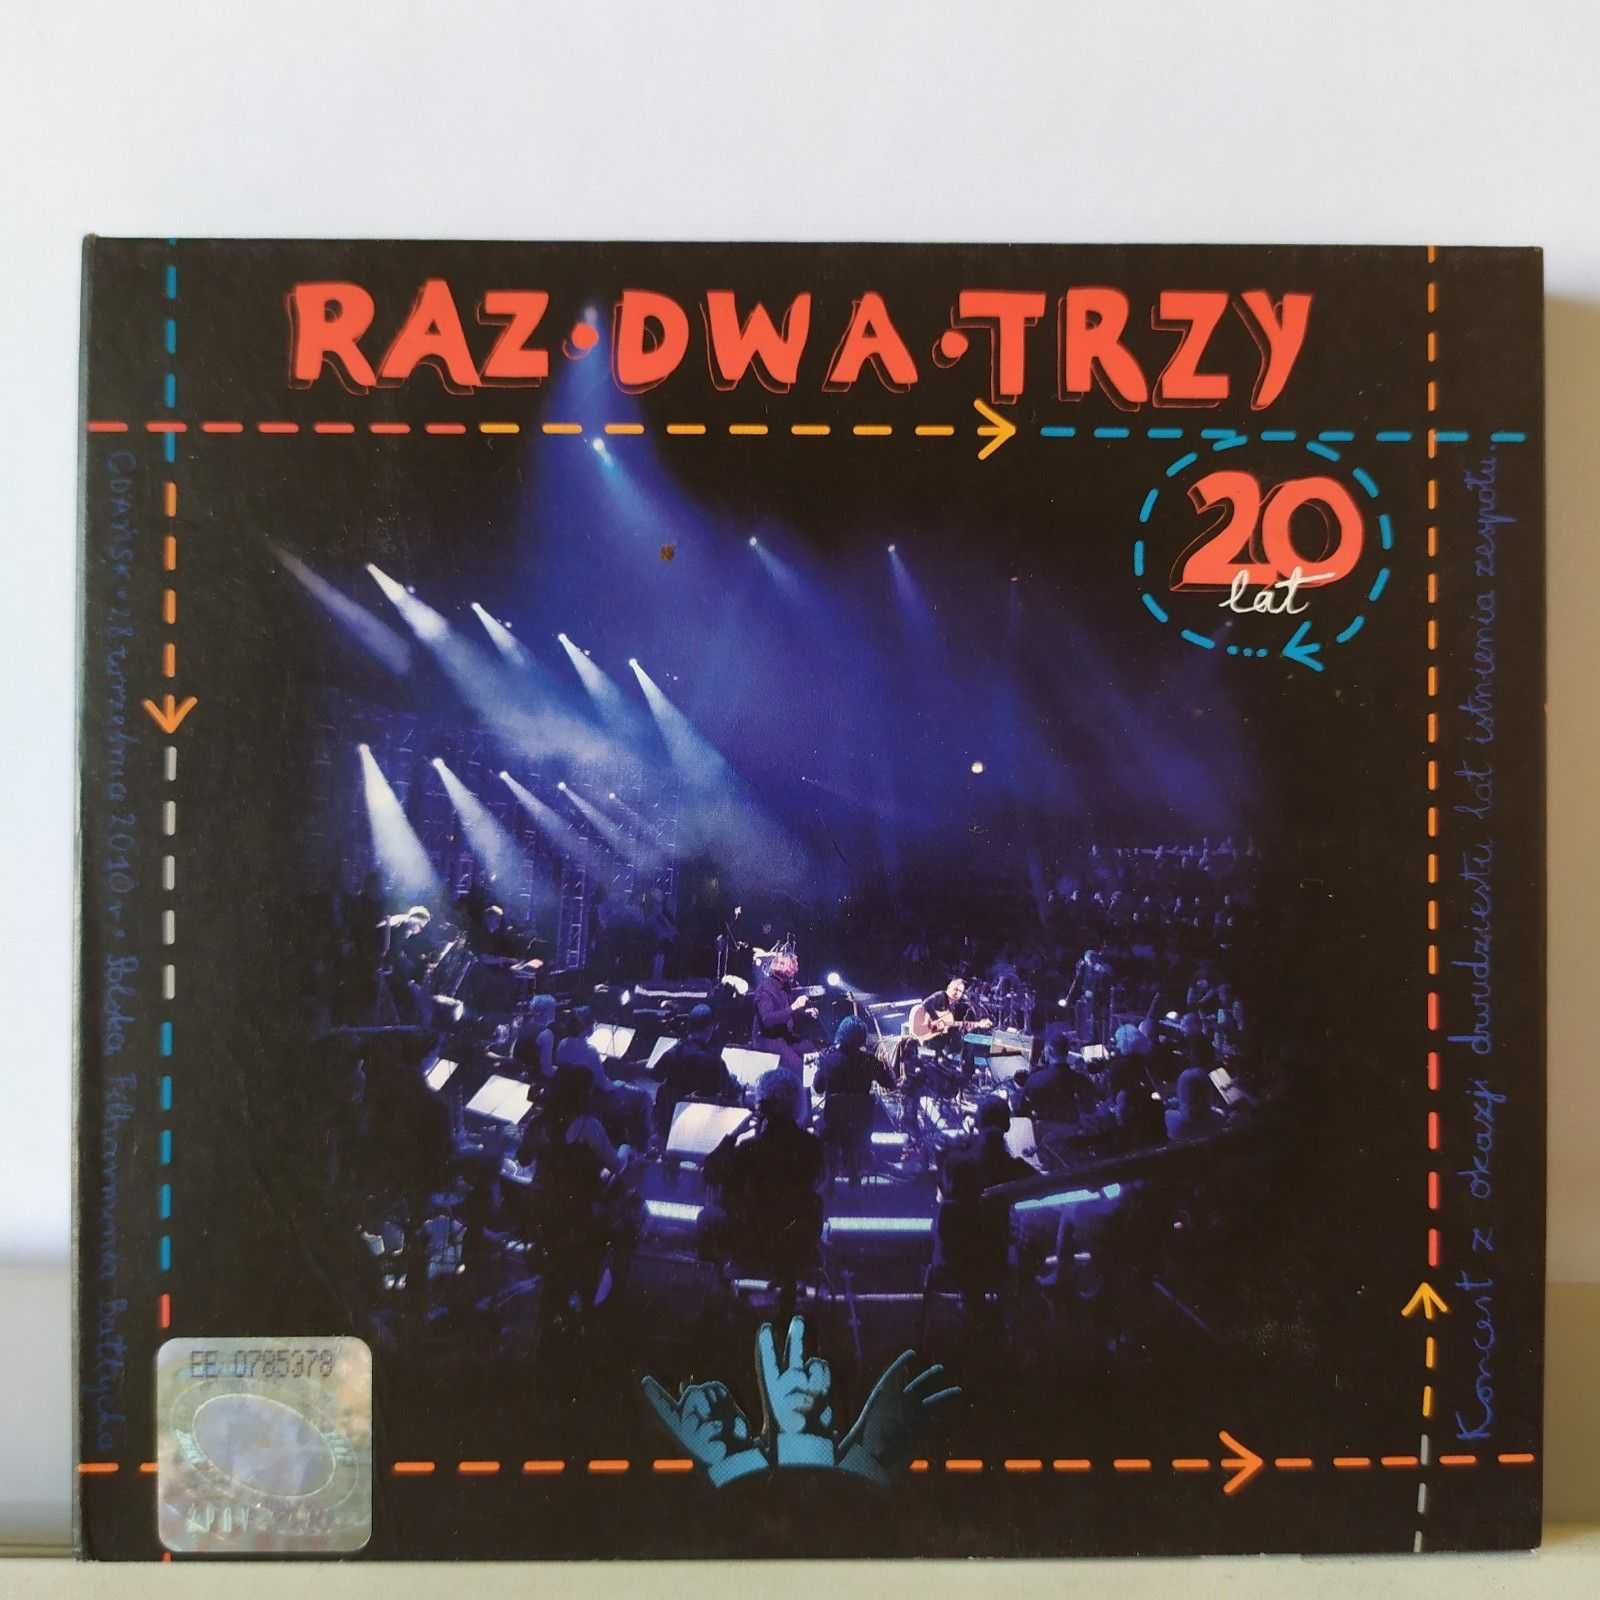 RAZ·DWA·TRZY
20
lat
...
Gdańsk 18 września 2010 r. Polska Filharmonia Bałtycka
Koncert z okazji dwudziestu lat istnienia zespołu.
EE 0785378